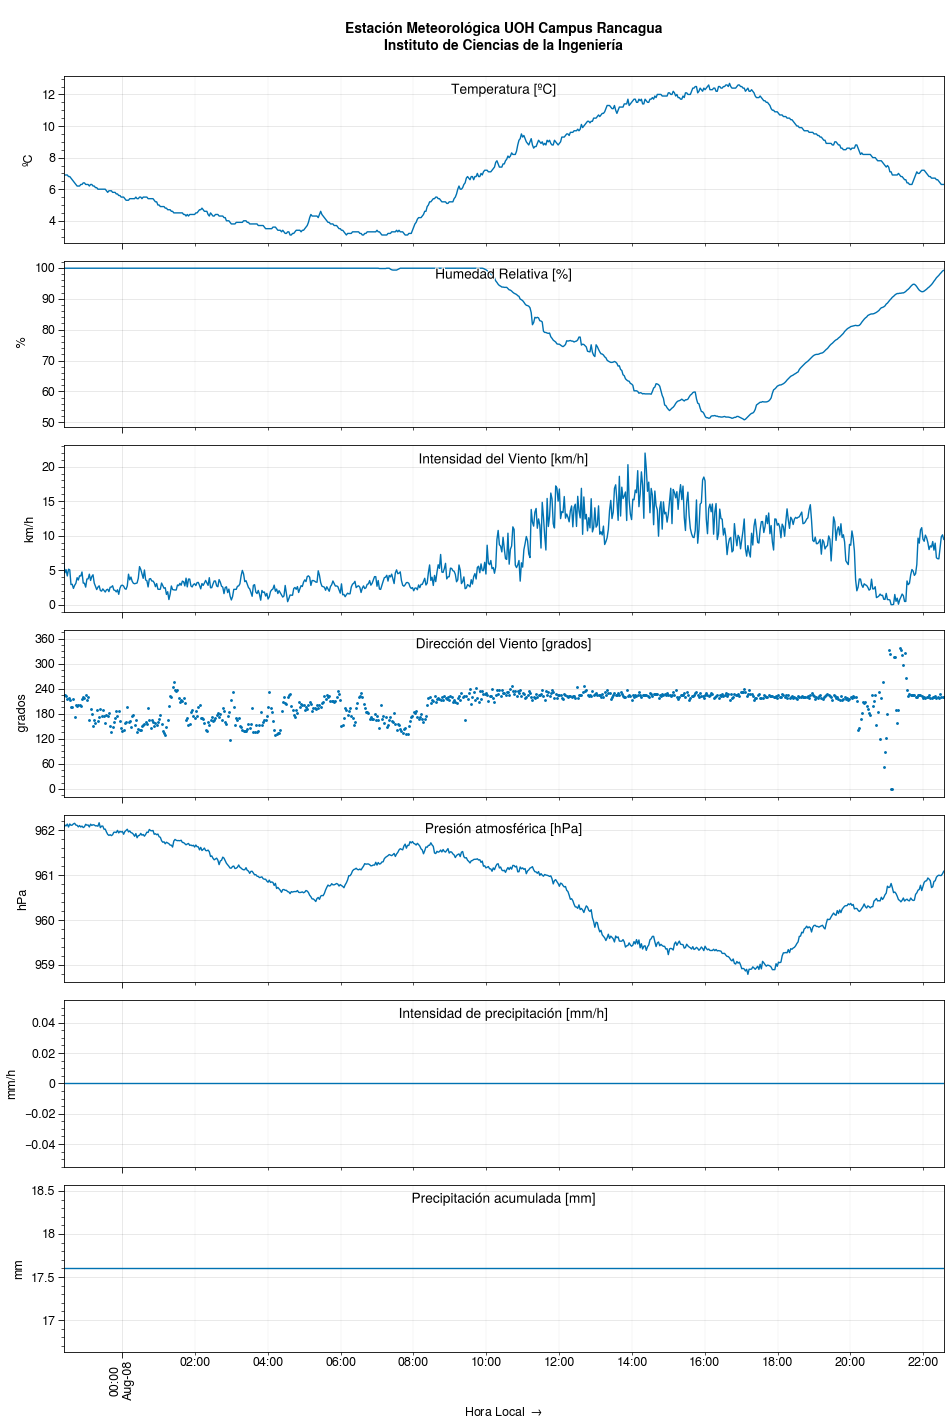 Estación Meteorológica UOH Campus Rancagua
Instituto de Ciencias de la Ingeniería
Temperatura [ºC]
ºC
12
10
8
6
4
Humedad Relativa [%]
%
100
90
80
70
60
50
Intensidad del Viento [km/h]
km/h
20
15
10
5
0
Dirección del Viento [grados]
grados
360
300
240
180
120
60
0
Presión atmosférica [hPa]
hPa
962
961
960
959
Intensidad de precipitación [mm/h]
mm/h
0.04
0.02
0
−0.02
−0.04
Precipitación acumulada [mm]
mm
18.5
18
17.5
17
00:00
Aug-08
02:00 04:00 06:00 08:00 10:00 12:00 14:00 16:00 18:00 20:00 22:00
Hora Local →